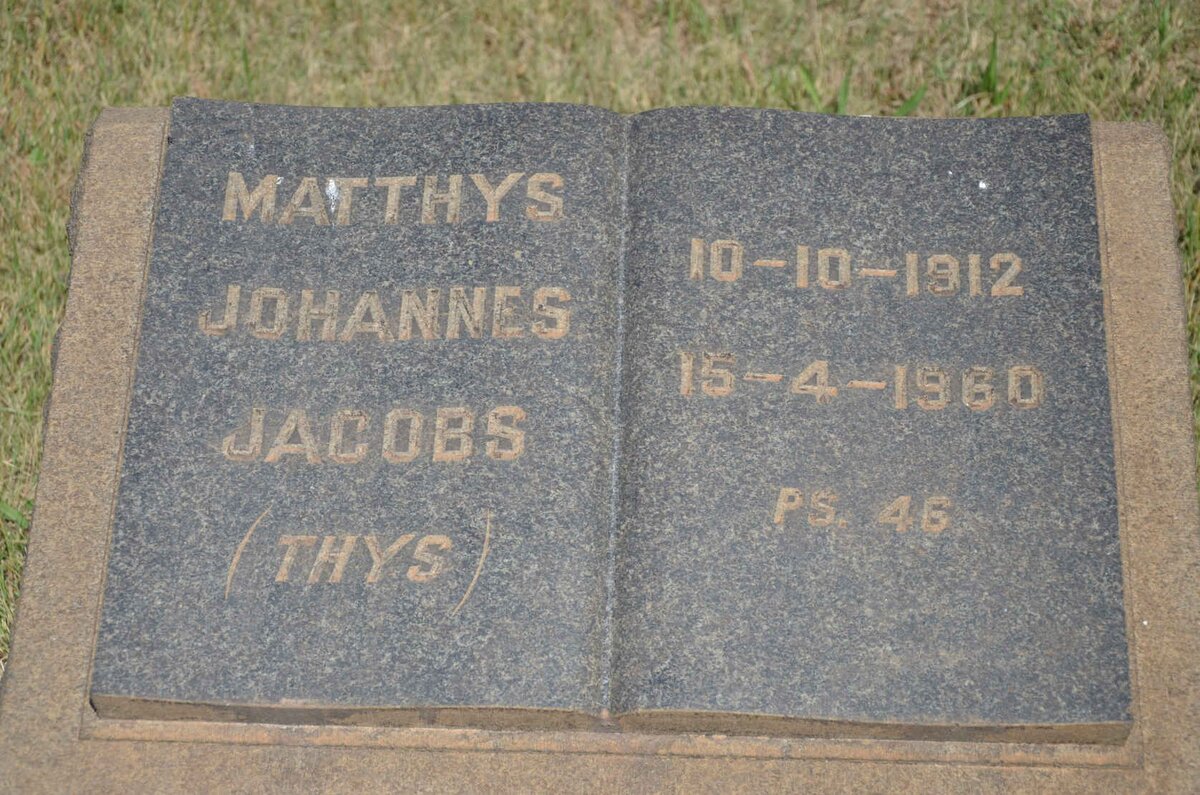 MATTHYS
JOHANNES
JACOBS
(THYS)
10-10-1912
15-4-1960
PS. 46